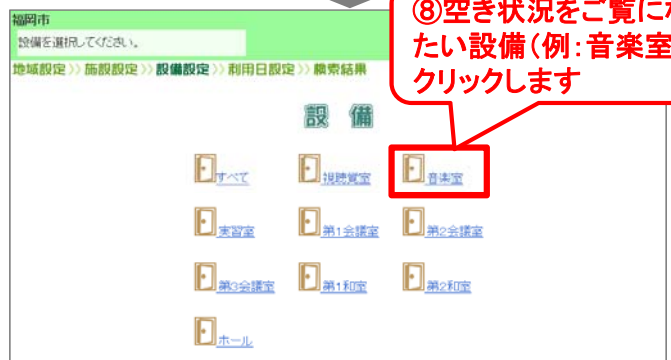 福岡市
設備を選択してください。
⑧空き状況をご覧に
たい設備(例:音楽室
クリックします
地域設定>>施設設定>>設備設定>>利用日設定>>検索結果
設備
すべて 視聴覚室 音楽室
実習室 第1会議室 第2会議室
第3会議室 第1和室 第2和室
ホール